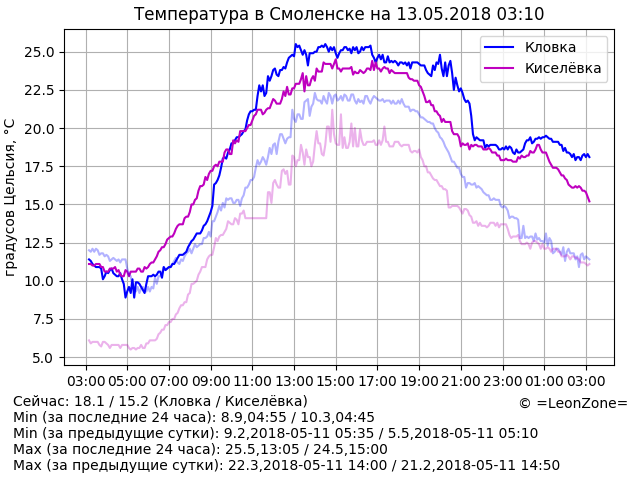 Температура в Смоленске на 13.05.2018 03:10
градусов Цельсия, °C
25.0
22.5
20.0
17.5
15.0
12.5
10.0
7.5
5.0
Кловка
Киселёвка
03:00 05:00 07:00 09:00 11:00 13:00 15:00 17:00 19:00 21:00 23:00 01:00 03:00
Сейчас: 18.1 / 15.2 (Кловка / Киселёвка)
© =LeonZone=
Min (за последние 24 часа): 8.9,04:55 / 10.3,04:45
Min (за предыдущие сутки): 9.2,2018-05-11 05:35 / 5.5,2018-05-11 05:10
Max (за последние 24 часа): 25.5,13:05 / 24.5,15:00
Max (за предыдущие сутки): 22.3,2018-05-11 14:00 / 21.2,2018-05-11 14:50